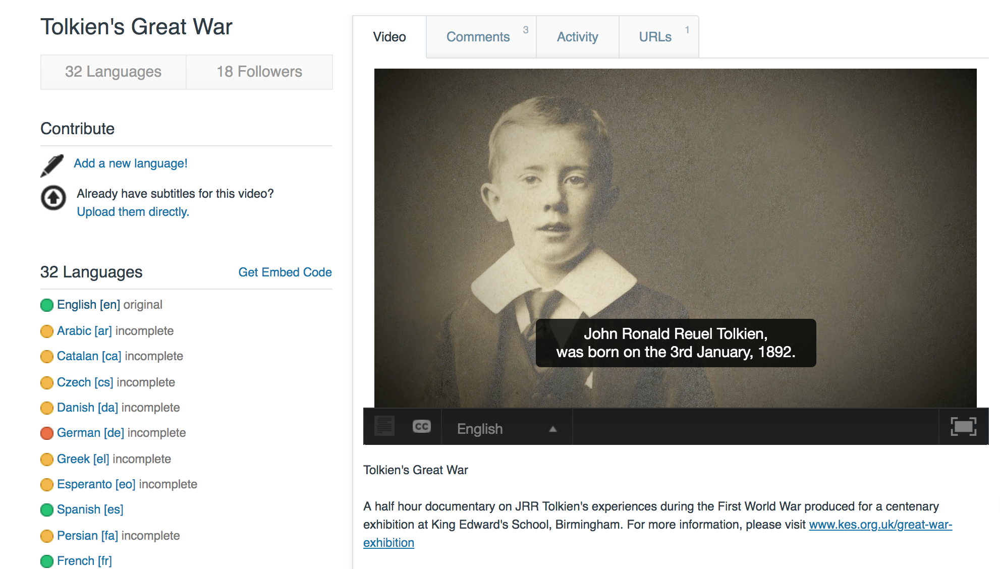 Tolkien's Great War
32 Languages
18 Followers
Contribute
Add a new language!
Already have subtitles for this video?
Upload them directly.
32 Languages
Get Embed Code
English [en] original
Arabic [ar] incomplete
Catalan [ca] incomplete
Czech [cs] incomplete
Danish [da] incomplete
German [de] incomplete
Greek [el] incomplete
Esperanto [eo] incomplete
Spanish [es]
Persian [fa] incomplete
French [fr]
Video
Comments 3
Activity
URLs 1
John Ronald Reuel Tolkien,
was born on the 3rd January, 1892.
CC
English
Tolkien's Great War
A half hour documentary on JRR Tolkien's experiences during the First World War produced for a centenary
exhibition at King Edward's School, Birmingham. For more information, please visit www.kes.org.uk/great-war-
exhibition